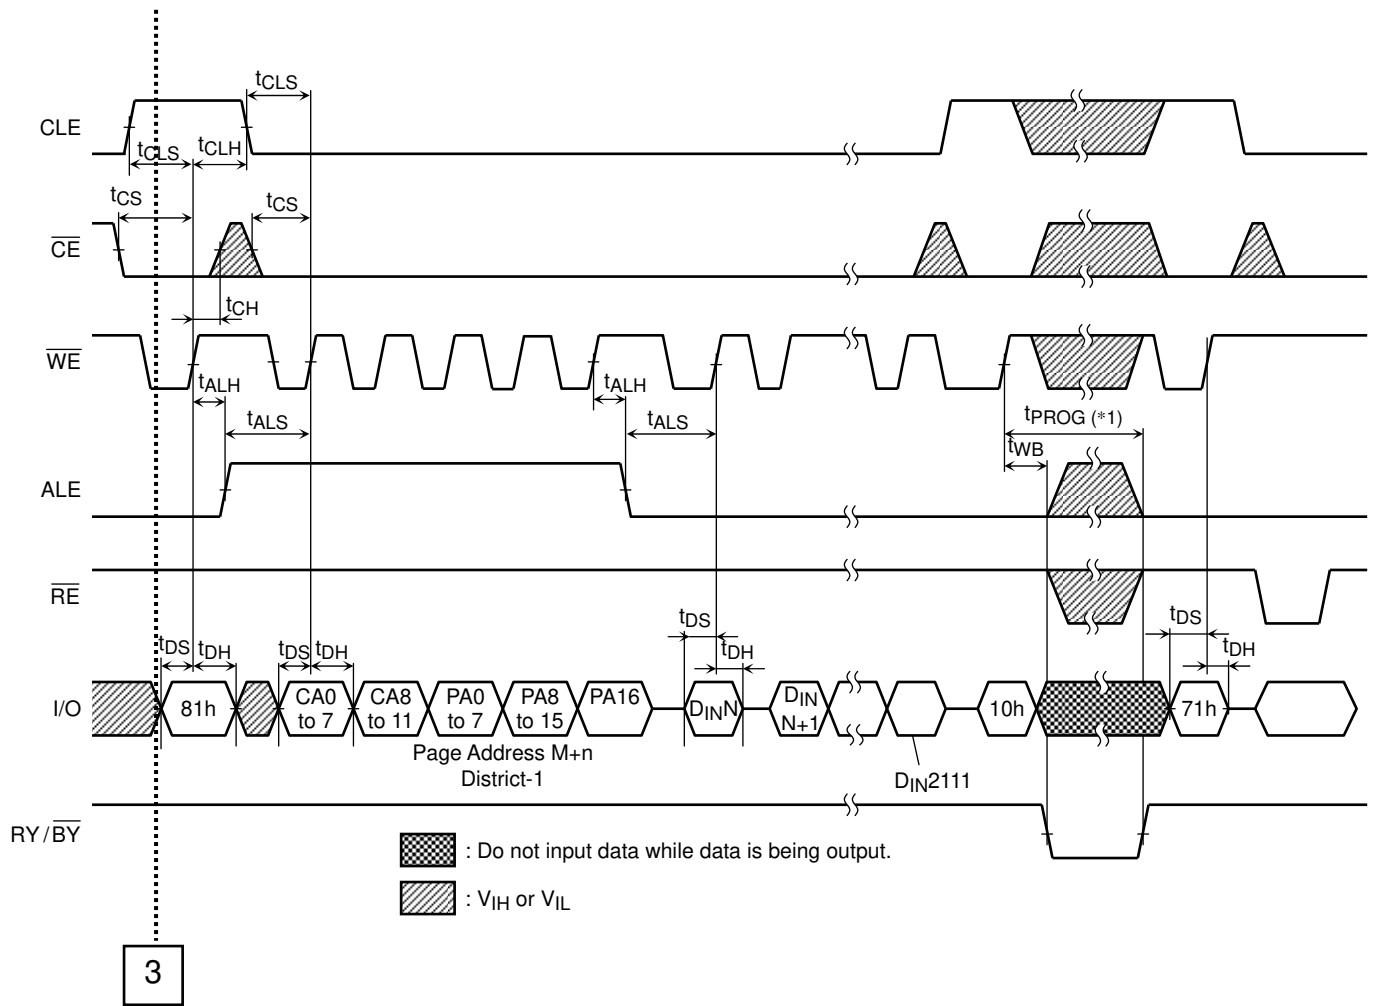 tCLS
CLE
tCLS
tCLH
tCS
tCS
CE
tCH
WE
tALH
tALH
tALS
tALS
tPROG (*1)
tWB
ALE
RE
tDS
tDH
tDS
tDH
tDS
tDH
tDS
tDH
I/O
81h
CA0
to 7
CA8
to 11
PA0
to 7
PA8
to 15
PA16
DINN
DIN
N+1
10h
71h
Page Address M+n
District-1
DIN2111
RY/BY
: Do not input data while data is being output.
: VIH or VIL
3